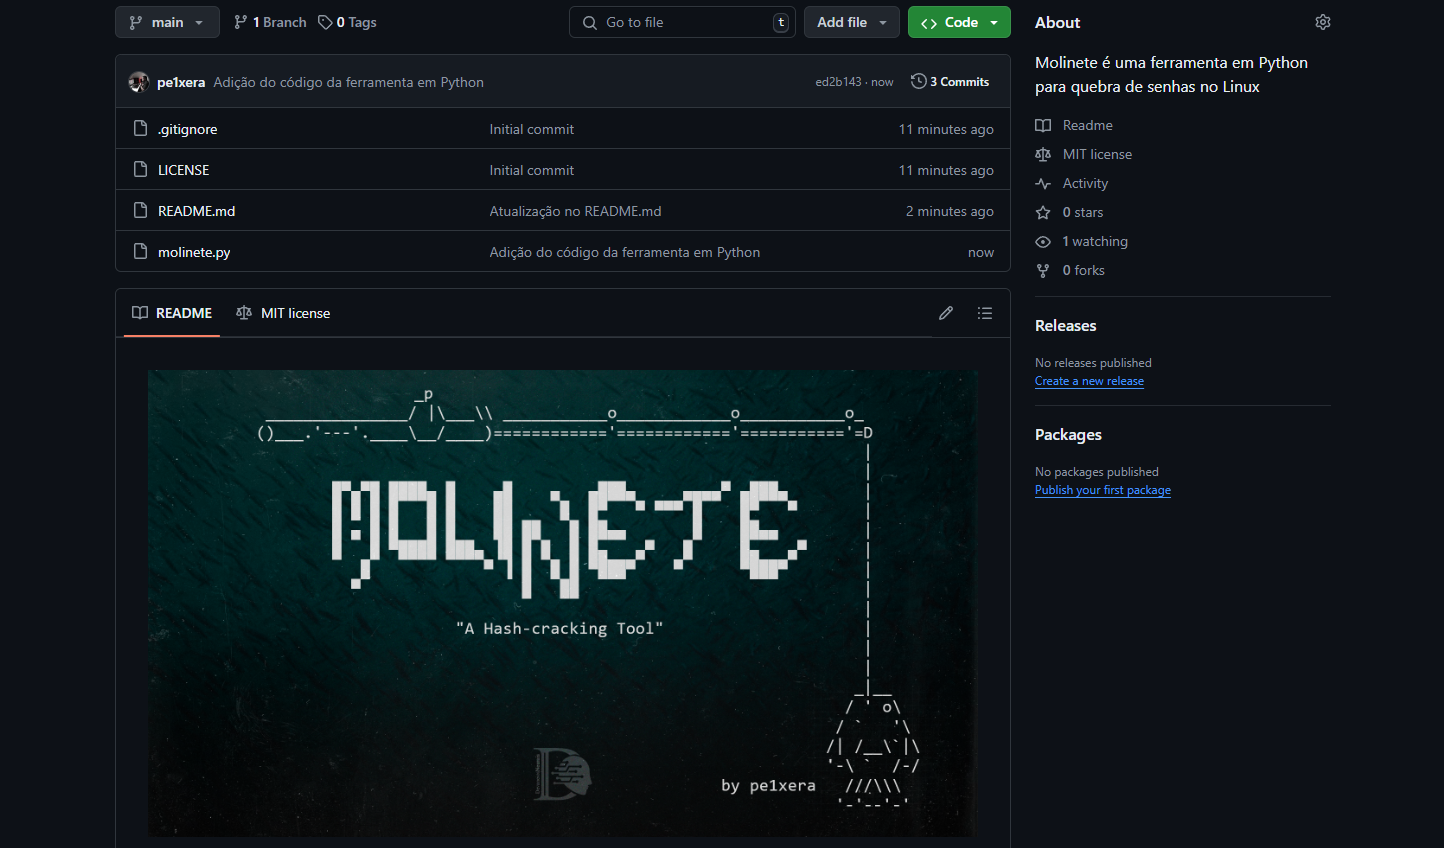 main
1 Branch
0 Tags
Go to file
t
Add file
Code
pe1xera Adição do código da ferramenta em Python
ed2b143 · now
3 Commits
.gitignore Initial commit 11 minutes ago
LICENSE Initial commit 11 minutes ago
README.md Atualização no README.md 2 minutes ago
molinete.py Adição do código da ferramenta em Python now
README
MIT license
MOLINETE
"A Hash-cracking Tool"
by pe1xera
About
Molinete é uma ferramenta em Python
para quebra de senhas no Linux
Readme
MIT license
Activity
0 stars
1 watching
0 forks
Releases
No releases published
Create a new release
Packages
No packages published
Publish your first package